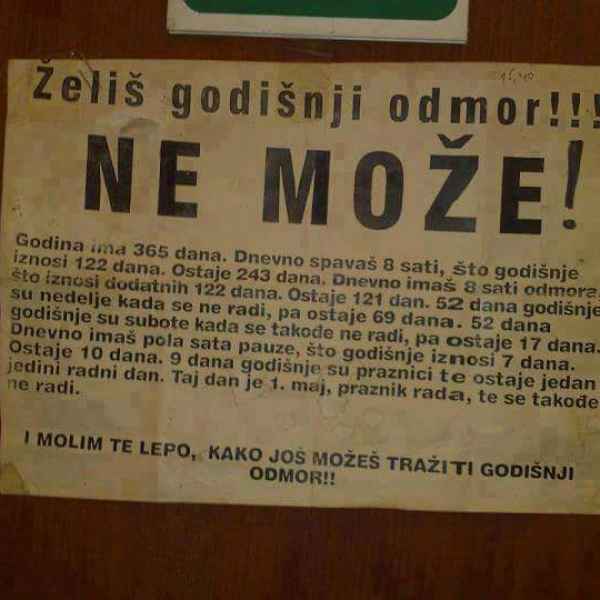 Želiš godišnji odmor!!!
NE MOŽE!
Godina ima 365 dana. Dnevno spavaš 8 sati, što godišnje
iznosi 122 dana. Ostaje 243 dana. Dnevno imaš 8 sati odmora,
što iznosi dodatnih 122 dana. Ostaje 121 dan. 52 dana godišnje
su nedelje kada se ne radi, pa ostaje 69 dana. 52 dana
godišnje su subote kada se takođe ne radi, pa ostaje 17 dana.
Dnevno imaš pola sata pauze, što godišnje iznosi 7 dana.
Ostaje 10 dana. 9 dana godišnje su praznici te ostaje jedan
jedini radni dan. Taj dan je 1. maj, praznik rada, te se takođe
ne radi.
I MOLIM TE LEPO, KAKO JOŠ MOŽEŠ TRAŽITI GODIŠNJI
ODMOR!!